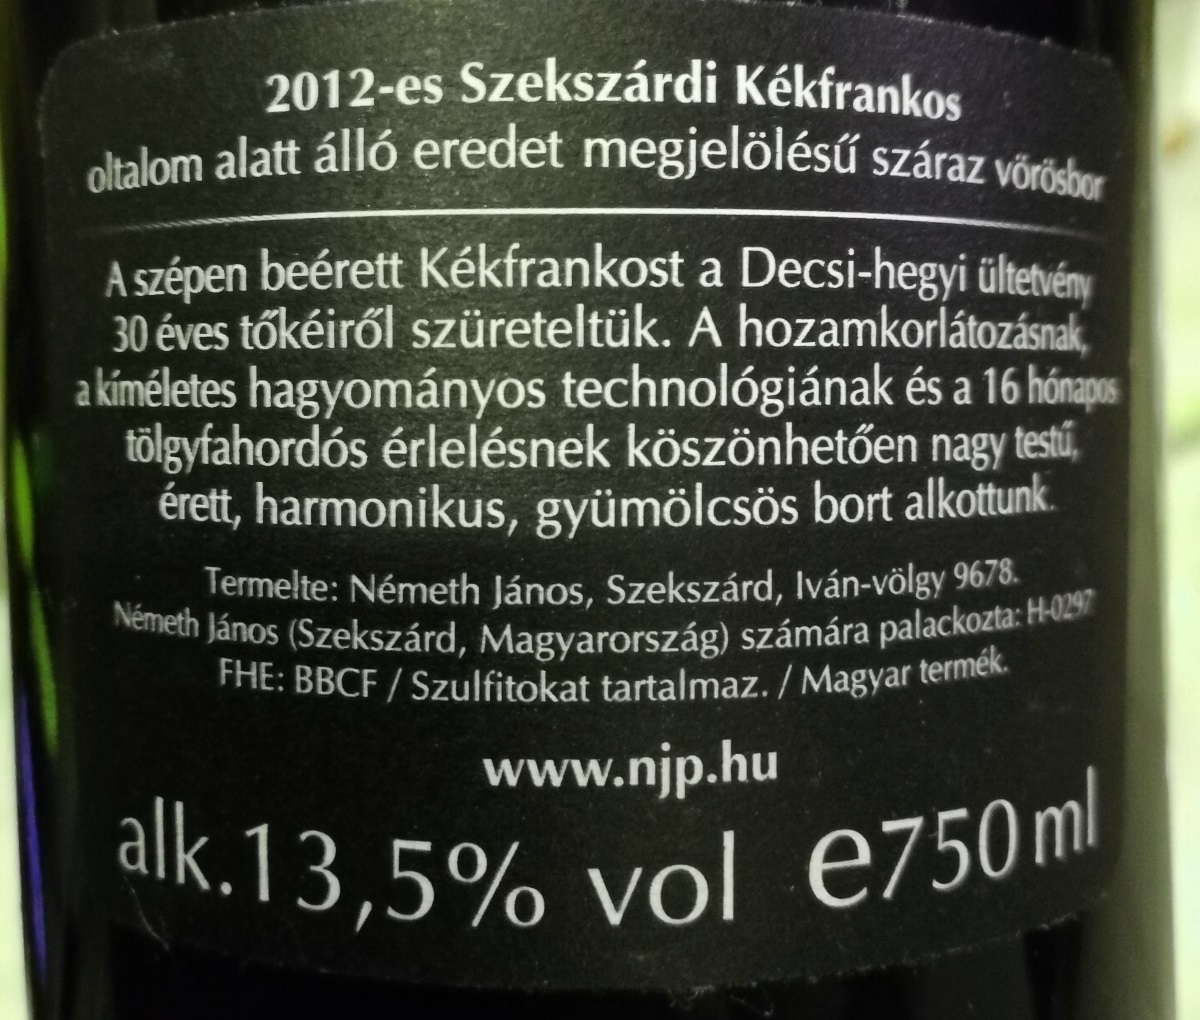 2012-es Szekszárdi Kékfrankos
oltalom alatt álló eredet megjelölésű száraz vörösbor
A szépen beérett Kékfrankost a Decsi-hegyi ültetvény
30 éves tőkéiről szüreteltük. A hozamkorlátozásnak,
a kíméletes hagyományos technológiának és a 16 hónapos
tölgyfahordós érlelésnek köszönhetően nagy testű,
érett, harmonikus, gyümölcsös bort alkottunk.
Termelte: Németh János, Szekszárd, Iván-völgy 9678.
Németh János (Szekszárd, Magyarország) számára palackozta: H-0297
FHE: BBCF / Szulfitokat tartalmaz. / Magyar termék.
www.njp.hu
alk.13,5% vol e750 ml